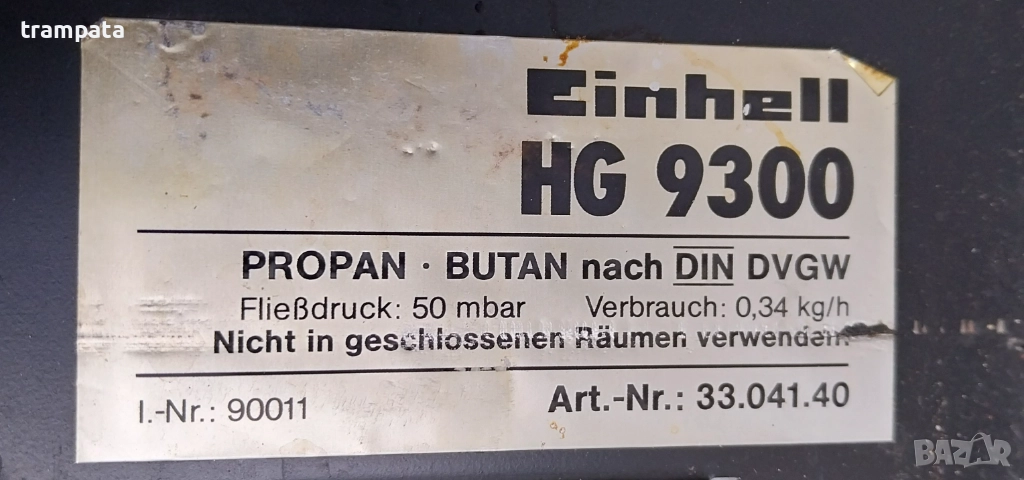 trampata
Einhell
HG 9300
PROPAN · BUTAN nach DIN DVGW
Fließdruck: 50 mbar Verbrauch: 0,34 kg/h
Nicht in geschlossenen Räumen verwenden.
I.-Nr.: 90011 Art.-Nr.: 33.041.40
BAZAR